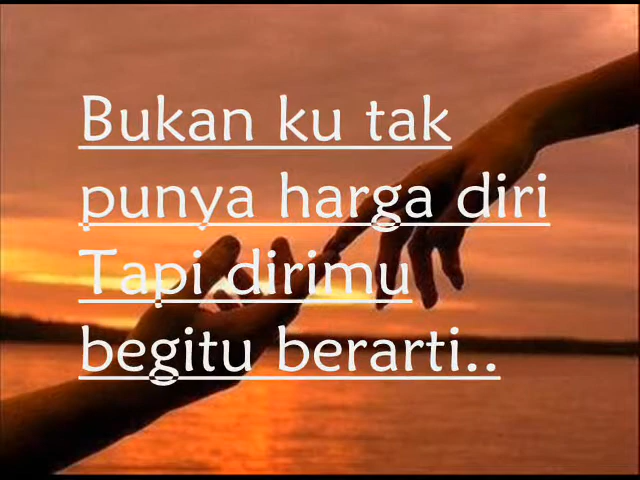 Bukan ku tak
punya harga diri
Tapi dirimu
begitu berarti..